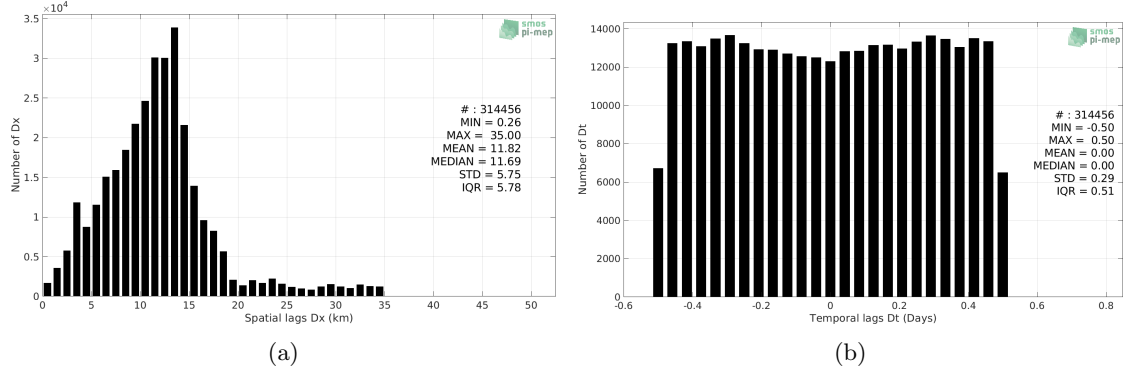 ×10⁴
3.5
3
2.5
2
1.5
1
0.5
0
Number of Dx
0 5 10 15 20 25 30 35 40 45 50
Spatial lags Dx (km)
smos
pi-mep
# : 314456
MIN = 0.26
MAX = 35.00
MEAN = 11.82
MEDIAN = 11.69
STD = 5.75
IQR = 5.78
(a)
14000
12000
10000
8000
6000
4000
2000
0
Number of Dt
-0.6 -0.4 -0.2 0 0.2 0.4 0.6 0.8
Temporal lags Dt (Days)
smos
pi-mep
# : 314456
MIN = -0.50
MAX = 0.50
MEAN = 0.00
MEDIAN = 0.00
STD = 0.29
IQR = 0.51
(b)